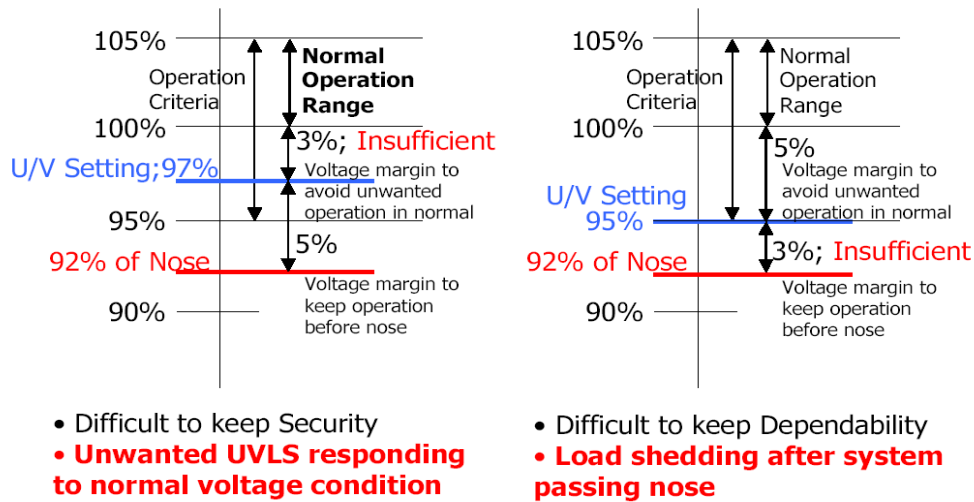 105%
Operation
Criteria
Normal
Operation
Range
100%
3%; Insufficient
U/V Setting;97%
Voltage margin to
avoid unwanted
operation in normal
95%
5%
92% of Nose
Voltage margin to
keep operation
before nose
90%
• Difficult to keep Security
• Unwanted UVLS responding
to normal voltage condition
105%
Operation
Criteria
Normal
Operation
Range
100%
5%
Voltage margin to
avoid unwanted
operation in normal
U/V Setting
95%
3%; Insufficient
92% of Nose
Voltage margin to
keep operation
before nose
90%
• Difficult to keep Dependability
• Load shedding after system
passing nose